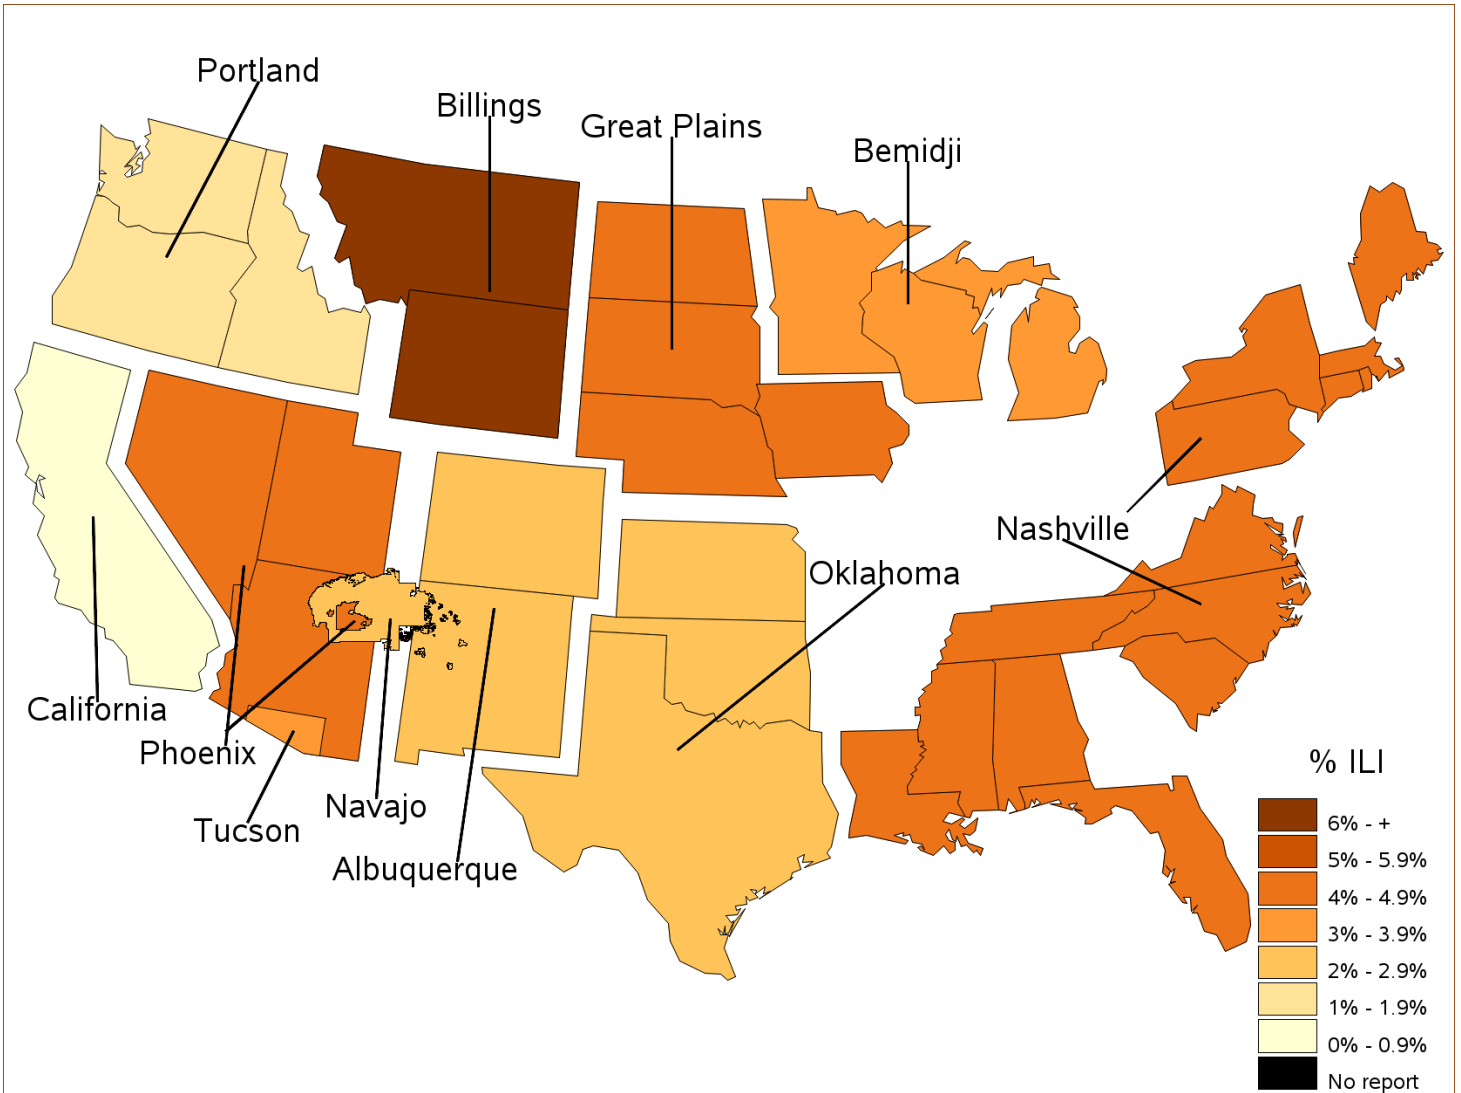 Portland
Billings
Great Plains
Bemidji
Nashville
Oklahoma
California
Phoenix
Navajo
Tucson
Albuquerque
% ILI
6% - +
5% - 5.9%
4% - 4.9%
3% - 3.9%
2% - 2.9%
1% - 1.9%
0% - 0.9%
No report